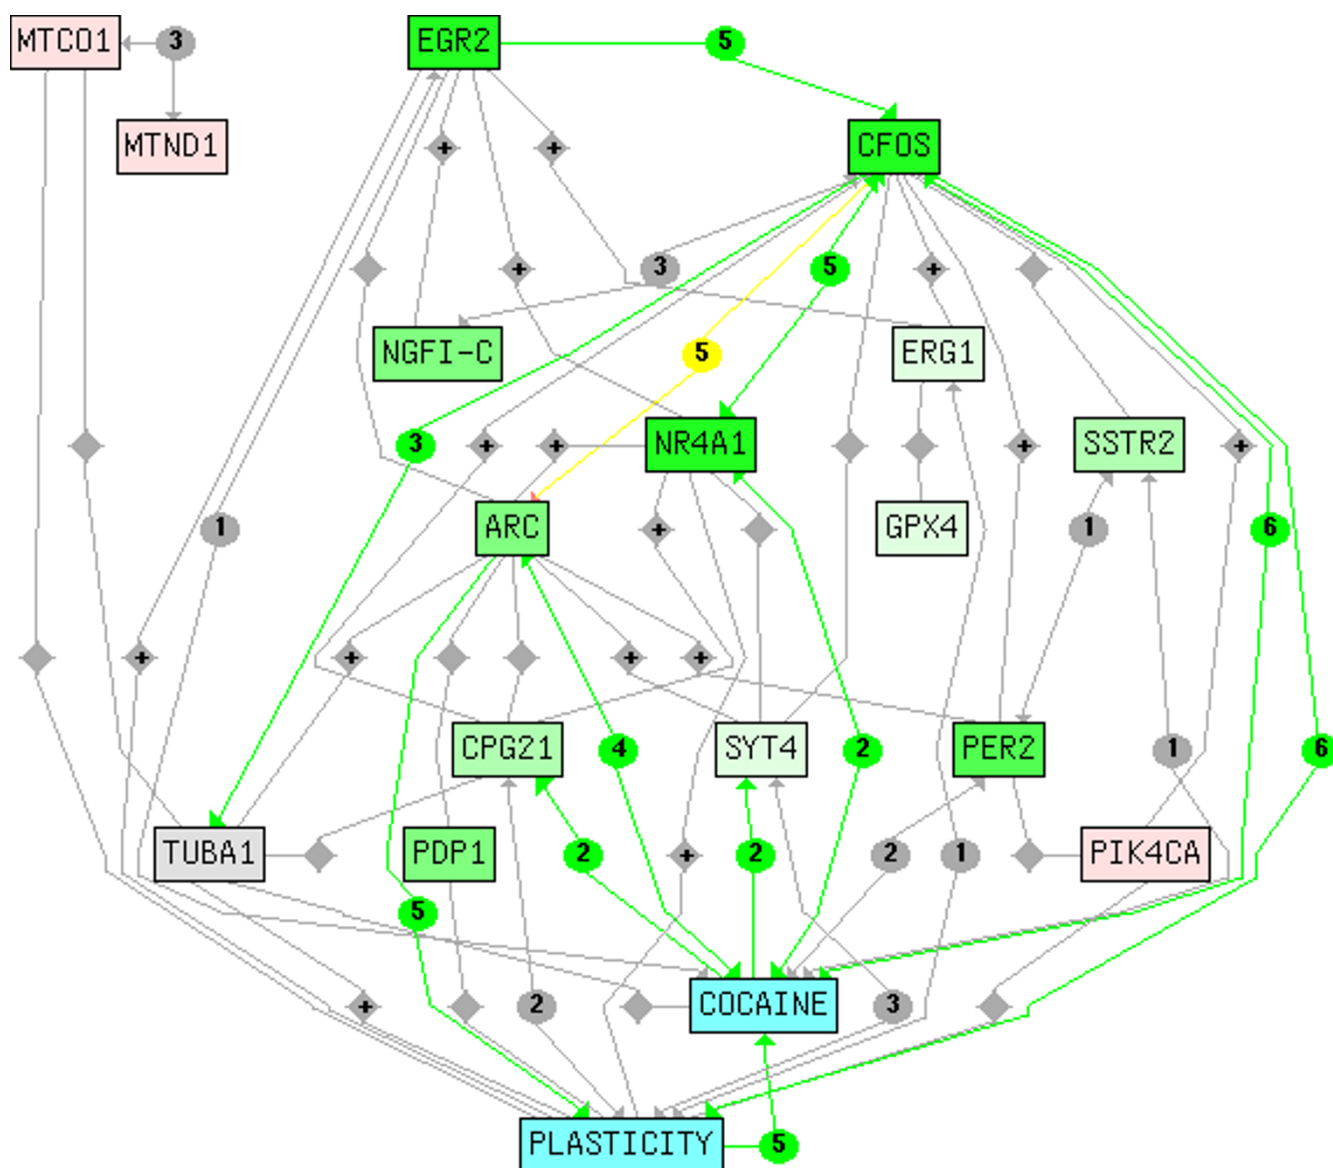 MTCO1 3 EGR2 5
MTND1 + + CFOS
+ 3 5 +
NGFI-C 5 ERG1
3 + + NR4A1 + SSTR2 +
1 ARC + GPX4 1 6
+ + + +
CPG21 4 SYT4 2 PER2 1 6
TUBA1 PDP1 2 + 2 2 1 PIK4CA
5
+ 2 COCAINE 3
PLASTICITY 5